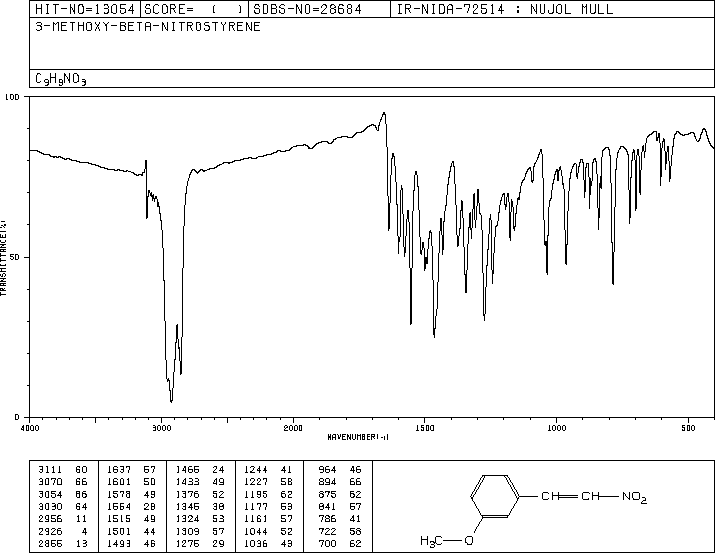 HIT-NO=13054 SCORE= ( ) SDBS-NO=28684 IR-NIDA-72514 : NUJOL MULL
3-METHOXY-BETA-NITROSTYRENE
C9H9NO3
100
50
0
TRANSMITTANCE(%)
4000 3000 2000 1500 1000 500
WAVENUMBER(-1)
3111 60 1637 57 1466 24 1244 41 964 46
3070 66 1601 50 1433 49 1227 58 894 66
3054 66 1578 49 1376 52 1195 62 875 62
3030 64 1554 28 1345 38 1177 53 841 57
2956 11 1515 49 1324 53 1161 57 786 41
2926 4 1501 44 1309 57 1044 52 722 58
2855 13 1493 46 1275 29 1036 43 700 62
CH=CH—NO2
H3C—O